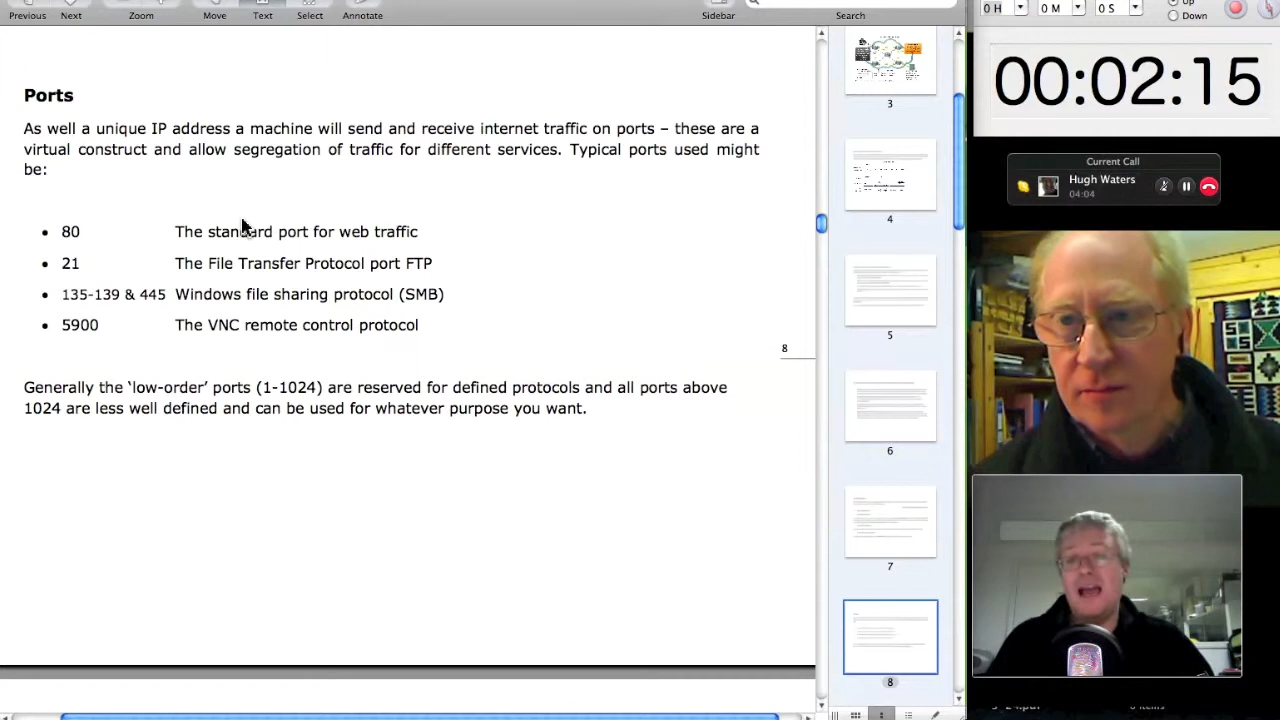 Previous Next Zoom Move Text Select Annotate Sidebar Search
0 H 0 M 0 S Up
Down
00:02:15
Ports
As well a unique IP address a machine will send and receive internet traffic on ports – these are a
virtual construct and allow segregation of traffic for different services. Typical ports used might
be:
• 80 The standard port for web traffic
• 21 The File Transfer Protocol port FTP
• 135-139 & 445 Windows file sharing protocol (SMB)
• 5900 The VNC remote control protocol
8
Generally the ‘low-order’ ports (1-1024) are reserved for defined protocols and all ports above
1024 are less well defined and can be used for whatever purpose you want.
3
4
5
6
7
8
Current Call
Hugh Waters
04:04